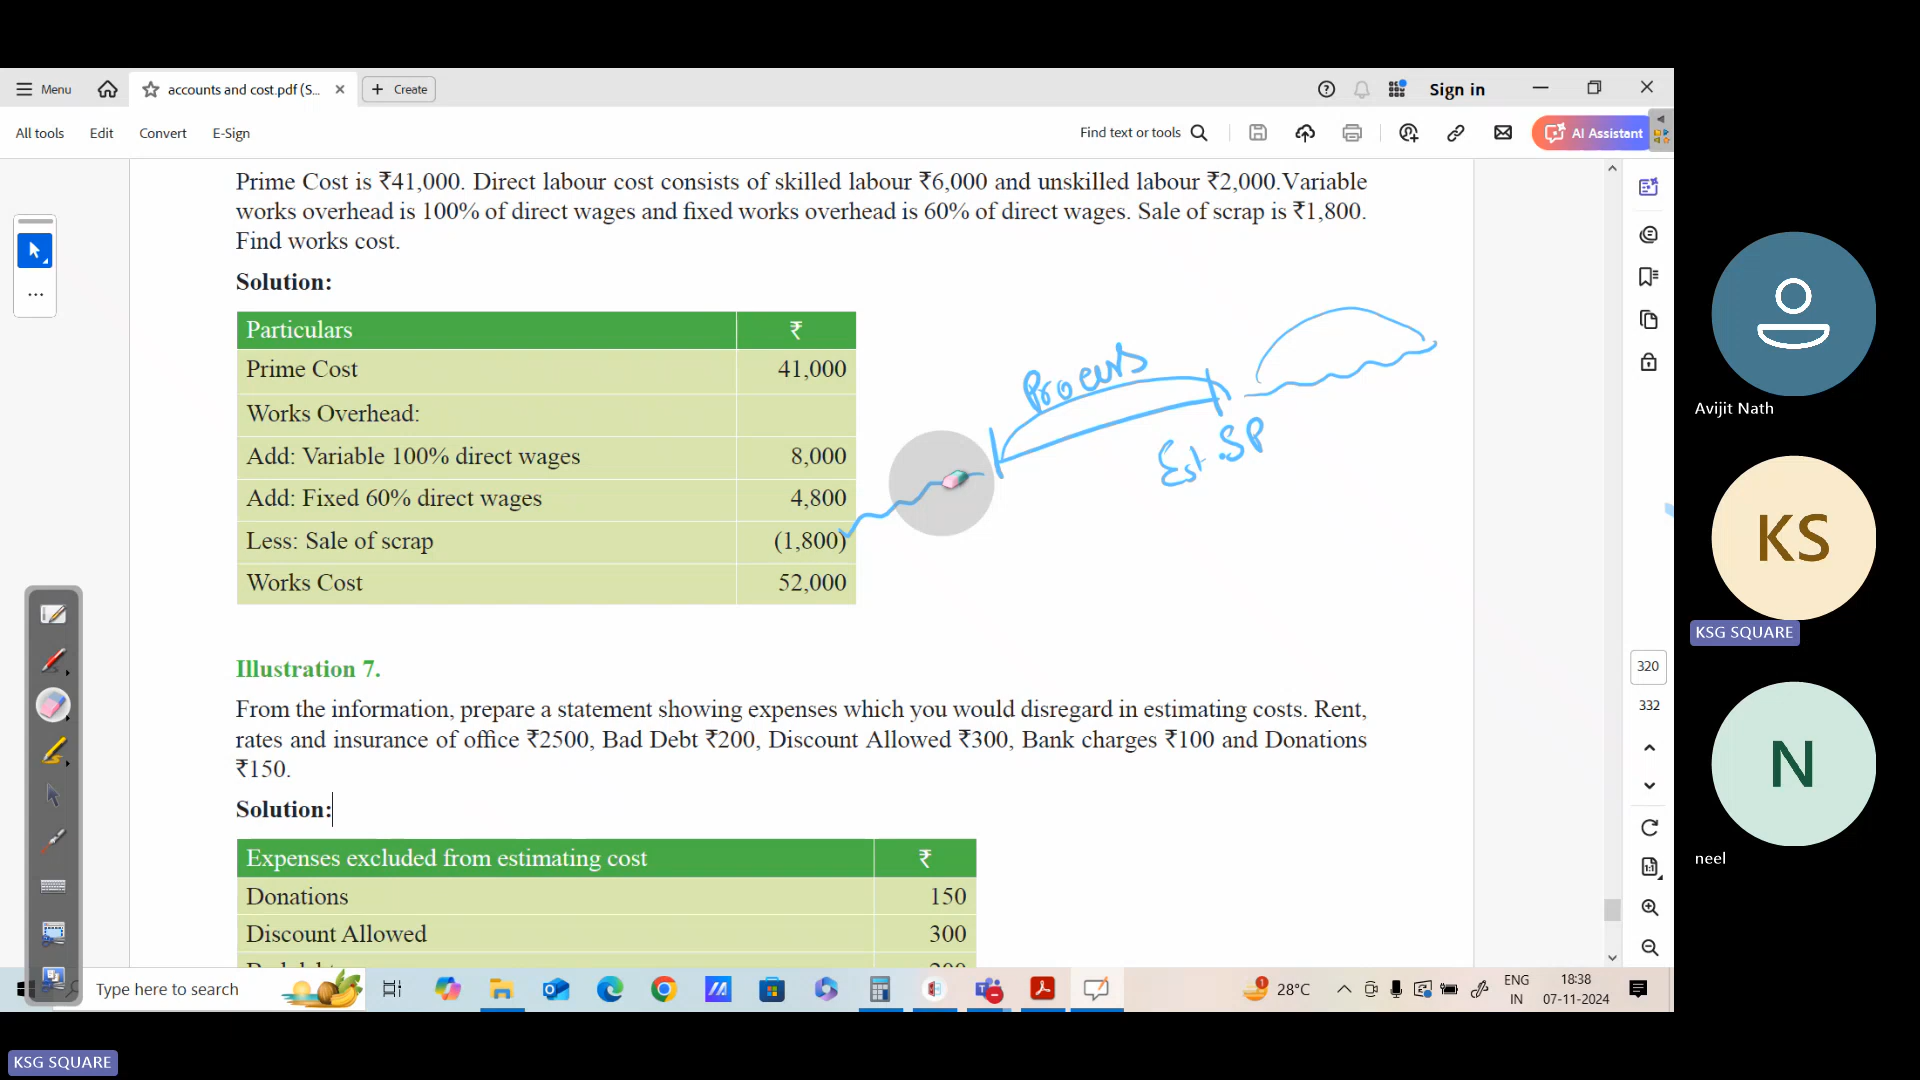 Menu
accounts and cost.pdf (S...
Create
Sign in
All tools
Edit
Convert
E-Sign
Find text or tools
AI Assistant
Prime Cost is ₹41,000. Direct labour cost consists of skilled labour ₹6,000 and unskilled labour ₹2,000.Variable
works overhead is 100% of direct wages and fixed works overhead is 60% of direct wages. Sale of scrap is ₹1,800.
Find works cost.
Solution:
Particulars ₹
Prime Cost 41,000
Works Overhead:
Add: Variable 100% direct wages 8,000
Add: Fixed 60% direct wages 4,800
Less: Sale of scrap (1,800)
Works Cost 52,000
Est. SP
Illustration 7.
From the information, prepare a statement showing expenses which you would disregard in estimating costs. Rent,
rates and insurance of office ₹2500, Bad Debt ₹200, Discount Allowed ₹300, Bank charges ₹100 and Donations
₹150.
Solution:
Expenses excluded from estimating cost ₹
Donations 150
Discount Allowed 300
320
332
1:1
Avijit Nath
KS
KSG SQUARE
N
neel
Type here to search
1
28°C
ENG
IN
18:38
07-11-2024
KSG SQUARE